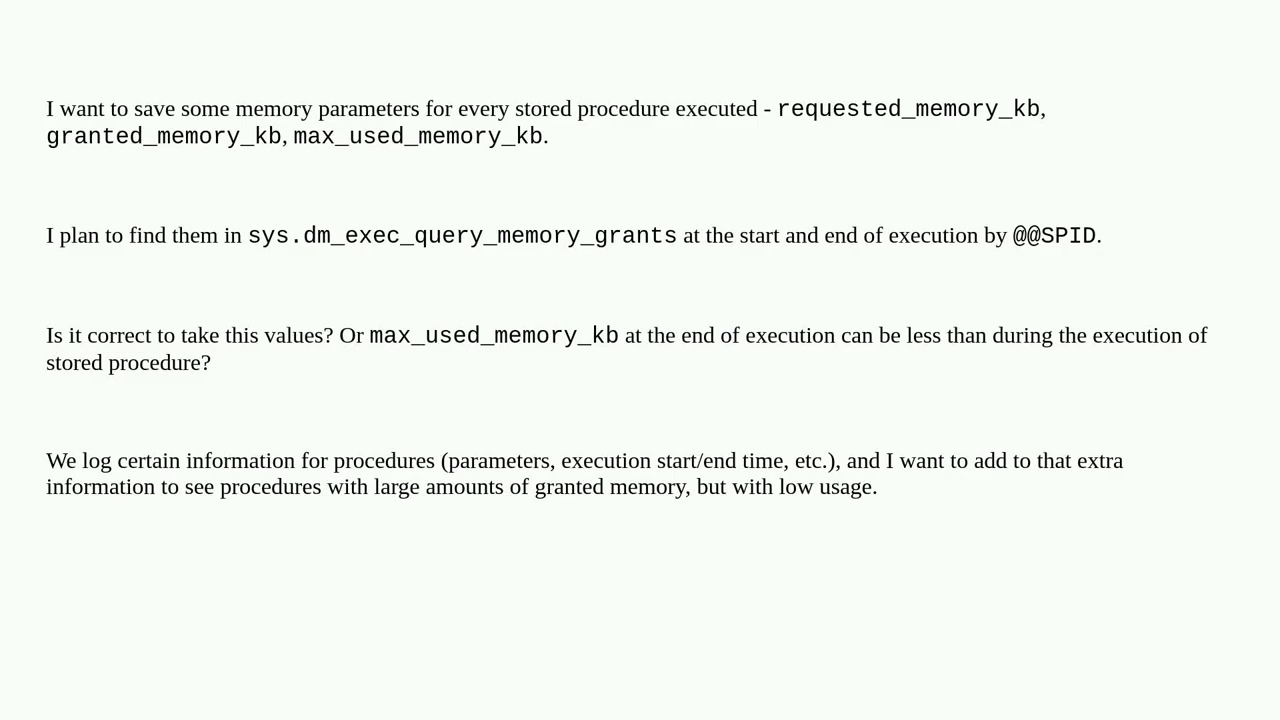 I want to save some memory parameters for every stored procedure executed - requested_memory_kb,
granted_memory_kb, max_used_memory_kb.
I plan to find them in sys.dm_exec_query_memory_grants at the start and end of execution by @@SPID.
Is it correct to take this values? Or max_used_memory_kb at the end of execution can be less than during the execution of
stored procedure?
We log certain information for procedures (parameters, execution start/end time, etc.), and I want to add to that extra
information to see procedures with large amounts of granted memory, but with low usage.